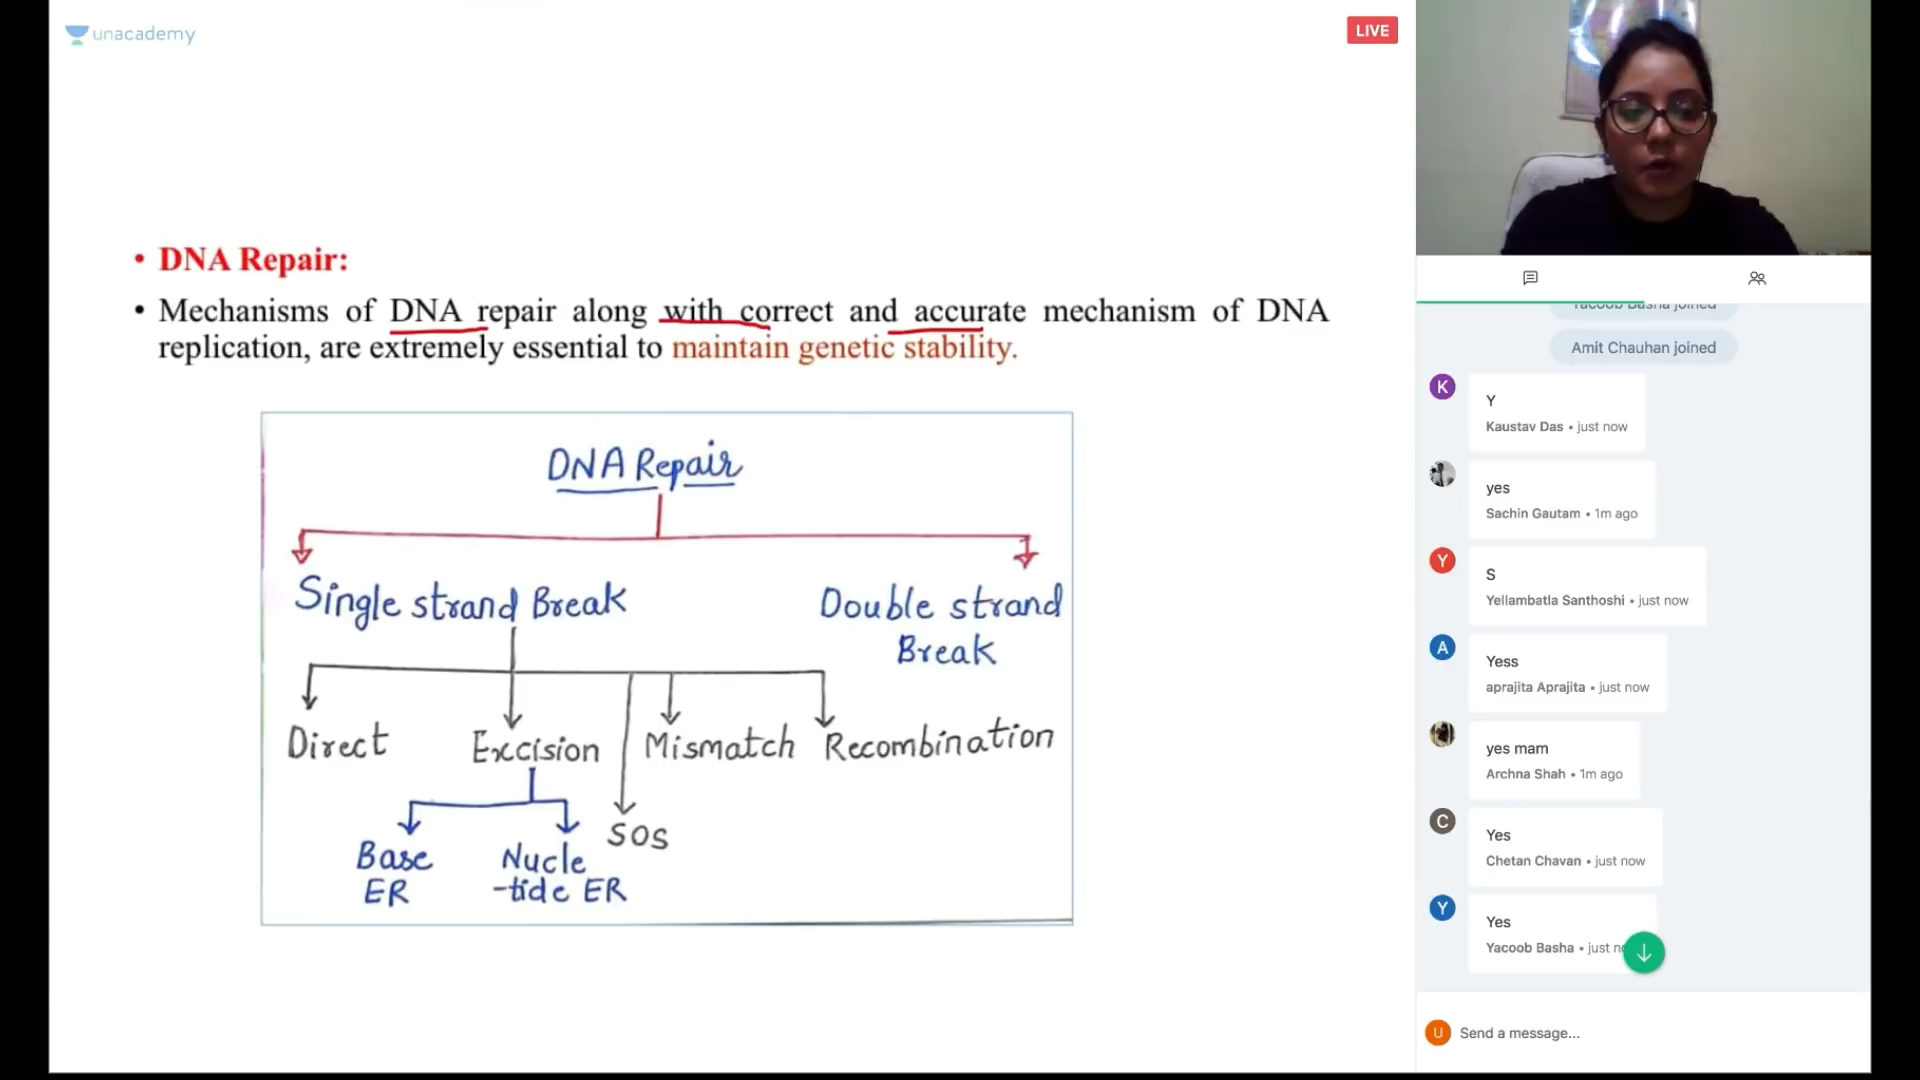 unacademy
LIVE
• DNA Repair:
• Mechanisms of DNA repair along with correct and accurate mechanism of DNA
replication, are extremely essential to maintain genetic stability.
DNA Repair
Single strand Break
Double strand
Break
Direct
Excision
Mismatch
Recombination
SOS
Base
ER
Nucle
-tide ER
Yacoob Basha joined
Amit Chauhan joined
K
Y
Kaustav Das • just now
yes
Sachin Gautam • 1m ago
Y
S
Yellambatla Santhoshi • just now
A
Yess
aprajita Aprajita • just now
yes mam
Archna Shah • 1m ago
C
Yes
Chetan Chavan • just now
Y
Yes
Yacoob Basha • just
U
Send a message...